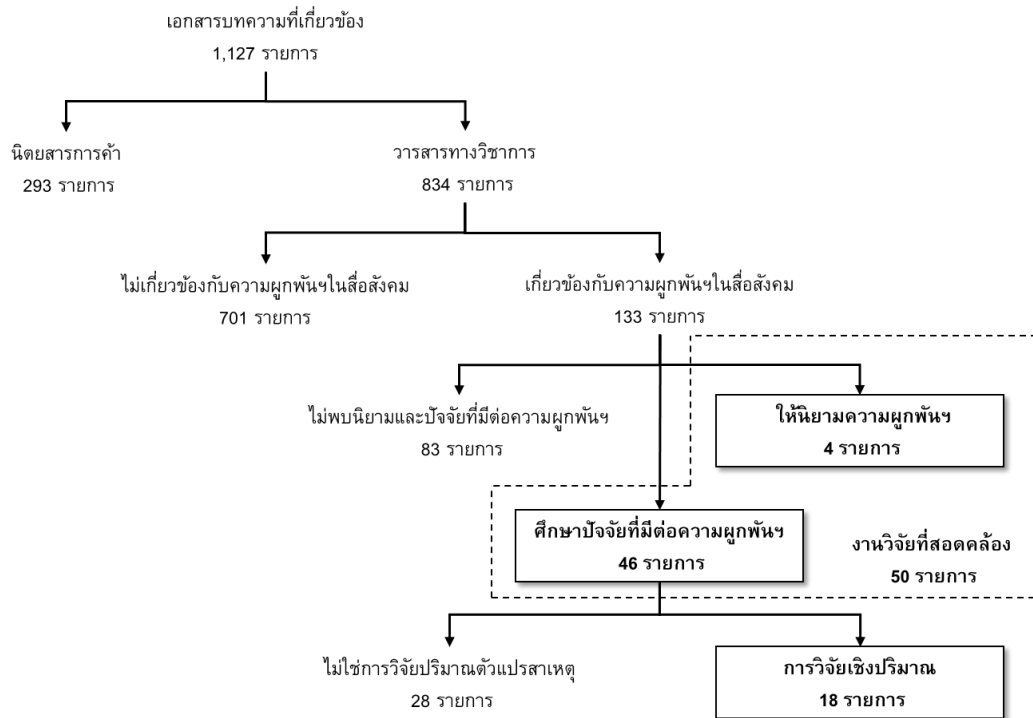 เอกสารบทความที่เกี่ยวข้อง
1,127 รายการ
นิตยสารการค้า
293 รายการ
วารสารทางวิชาการ
834 รายการ
ไม่เกี่ยวข้องกับความผูกพันฯในสื่อสังคม
701 รายการ
เกี่ยวข้องกับความผูกพันฯในสื่อสังคม
133 รายการ
ไม่พบนิยามและปัจจัยที่มีต่อความผูกพันฯ
83 รายการ
ให้นิยามความผูกพันฯ
4 รายการ
ศึกษาปัจจัยที่มีต่อความผูกพันฯ
46 รายการ
งานวิจัยที่สอดคล้อง
50 รายการ
ไม่ใช่การวิจัยปริมาณตัวแปรสาเหตุ
28 รายการ
การวิจัยเชิงปริมาณ
18 รายการ